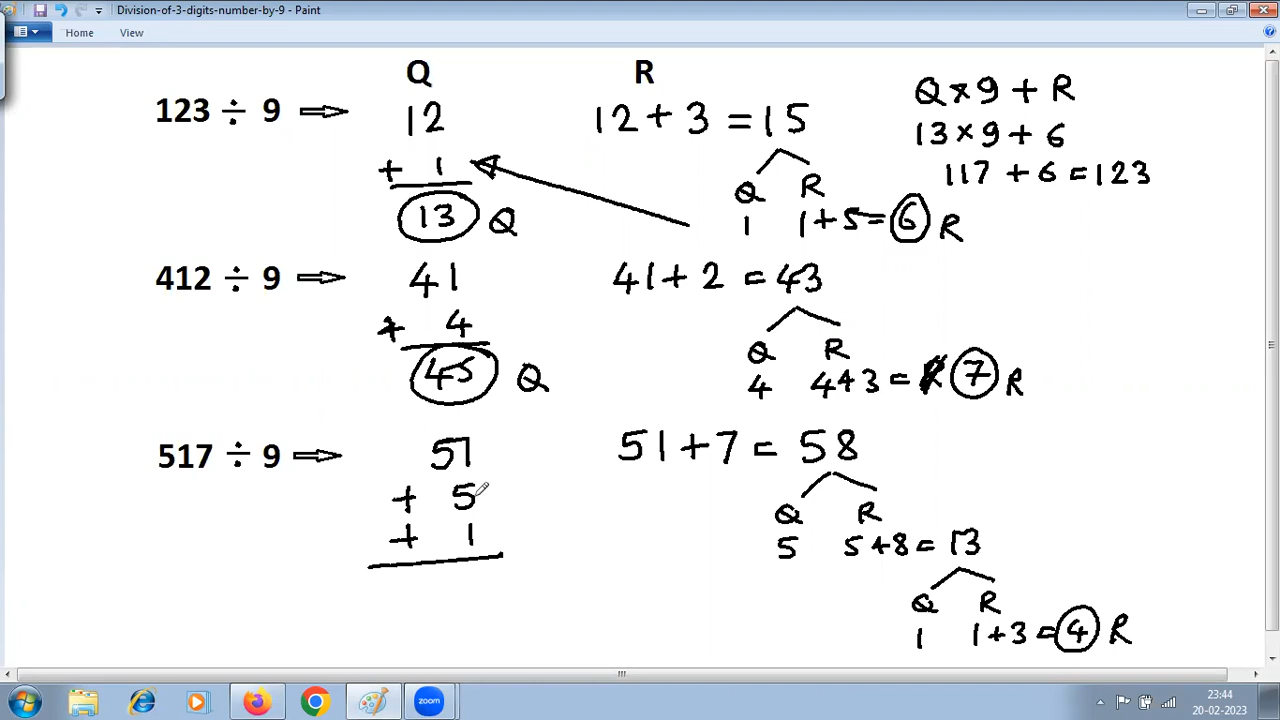 Division-of-3-digits-number-by-9 - Paint
Home View
Q R
123 ÷ 9 ⇒ 12 12 + 3 = 15
+ 1
13 Q
Q R
1 1 + 5 = 6 R
Q × 9 + R
13 × 9 + 6
117 + 6 = 123
412 ÷ 9 ⇒ 41 41 + 2 = 43
+ 4
45 Q
Q R
4 4 + 3 = 7 R
517 ÷ 9 ⇒ 51 51 + 7 = 58
+ 5
+ 1
Q R
5 5 + 8 = 13
Q R
1 1 + 3 = 4 R
zoom
23:44
20-02-2023